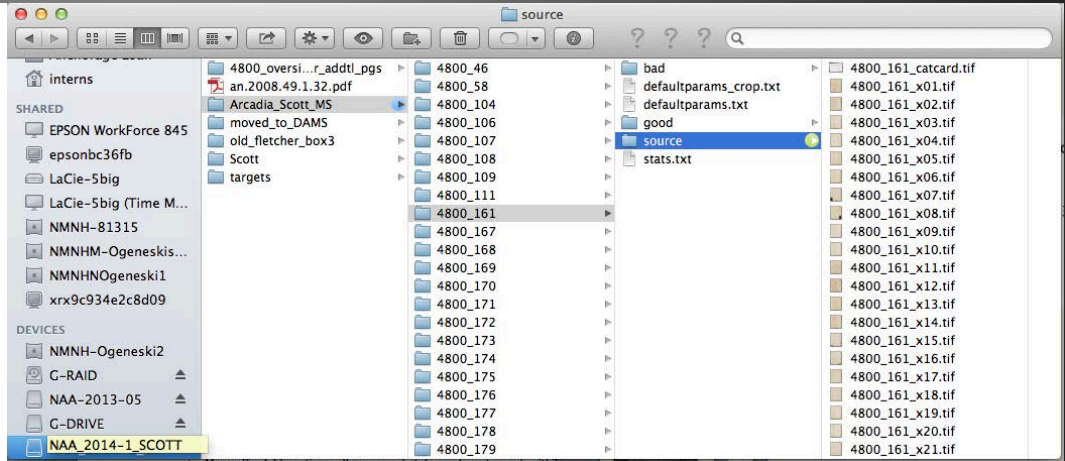 source
? ? ?
interns
SHARED
EPSON WorkForce 845
epsonbc36fb
LaCie-5big
LaCie-5big (Time M...
NMNH-81315
NMNHM-Ogeneskis...
NMNHNOgeneski1
xrx9c934e2c8d09
DEVICES
NMNH-Ogeneski2
G-RAID
NAA-2013-05
G-DRIVE
NAA_2014-1_SCOTT
4800_oversi...r_addtl_pgs
an.2008.49.1.32.pdf
Arcadia_Scott_MS
moved_to_DAMS
old_fletcher_box3
Scott
targets
4800_46
4800_58
4800_104
4800_106
4800_107
4800_108
4800_109
4800_111
4800_161
4800_167
4800_168
4800_169
4800_170
4800_171
4800_172
4800_173
4800_174
4800_175
4800_176
4800_177
4800_178
4800_179
bad
defaultparams_crop.txt
defaultparams.txt
good
source
stats.txt
4800_161_catcard.tif
4800_161_x01.tif
4800_161_x02.tif
4800_161_x03.tif
4800_161_x04.tif
4800_161_x05.tif
4800_161_x06.tif
4800_161_x07.tif
4800_161_x08.tif
4800_161_x09.tif
4800_161_x10.tif
4800_161_x11.tif
4800_161_x12.tif
4800_161_x13.tif
4800_161_x14.tif
4800_161_x15.tif
4800_161_x16.tif
4800_161_x17.tif
4800_161_x18.tif
4800_161_x19.tif
4800_161_x20.tif
4800_161_x21.tif